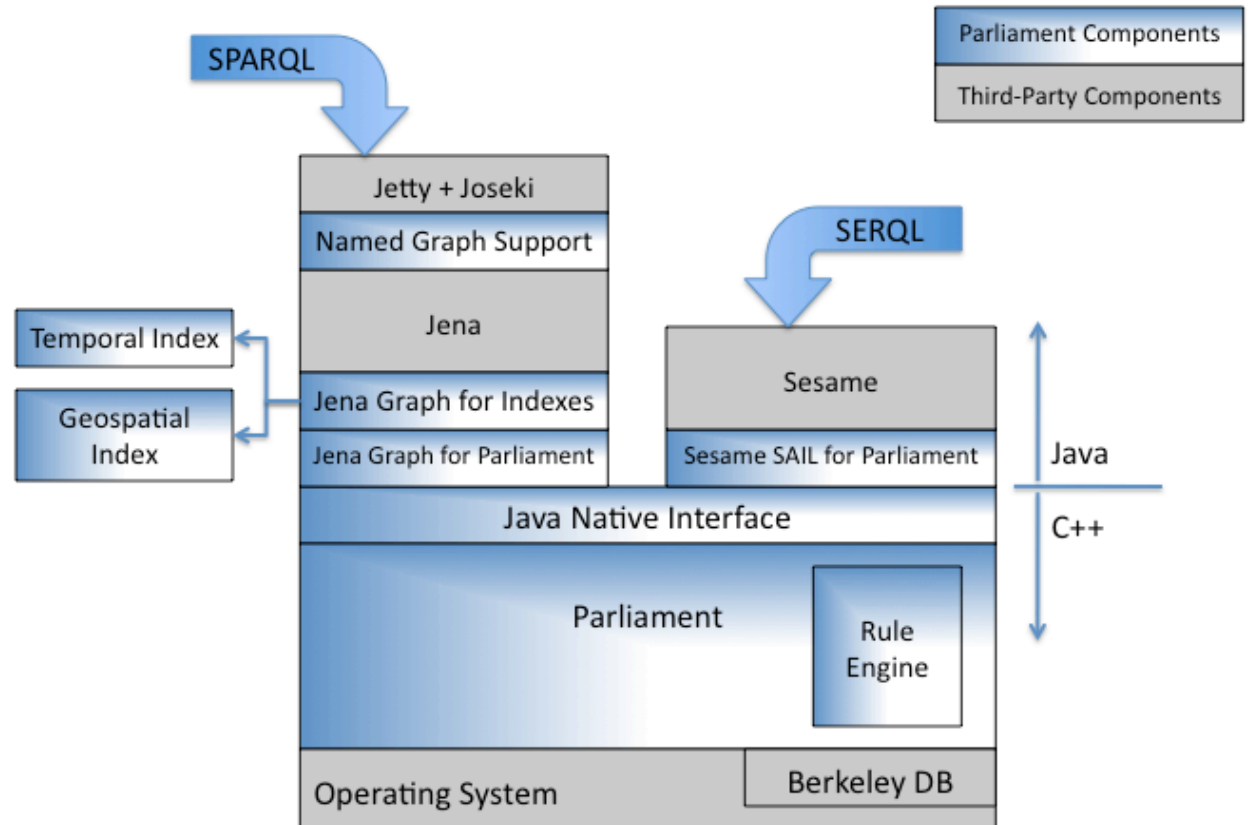 SPARQL
Parliament Components
Third-Party Components
Jetty + Joseki
Named Graph Support
SERQL
Jena
Temporal Index
Jena Graph for Indexes
Geospatial
Index
Jena Graph for Parliament
Sesame
Sesame SAIL for Parliament
Java
C++
Java Native Interface
Parliament
Rule
Engine
Operating System
Berkeley DB